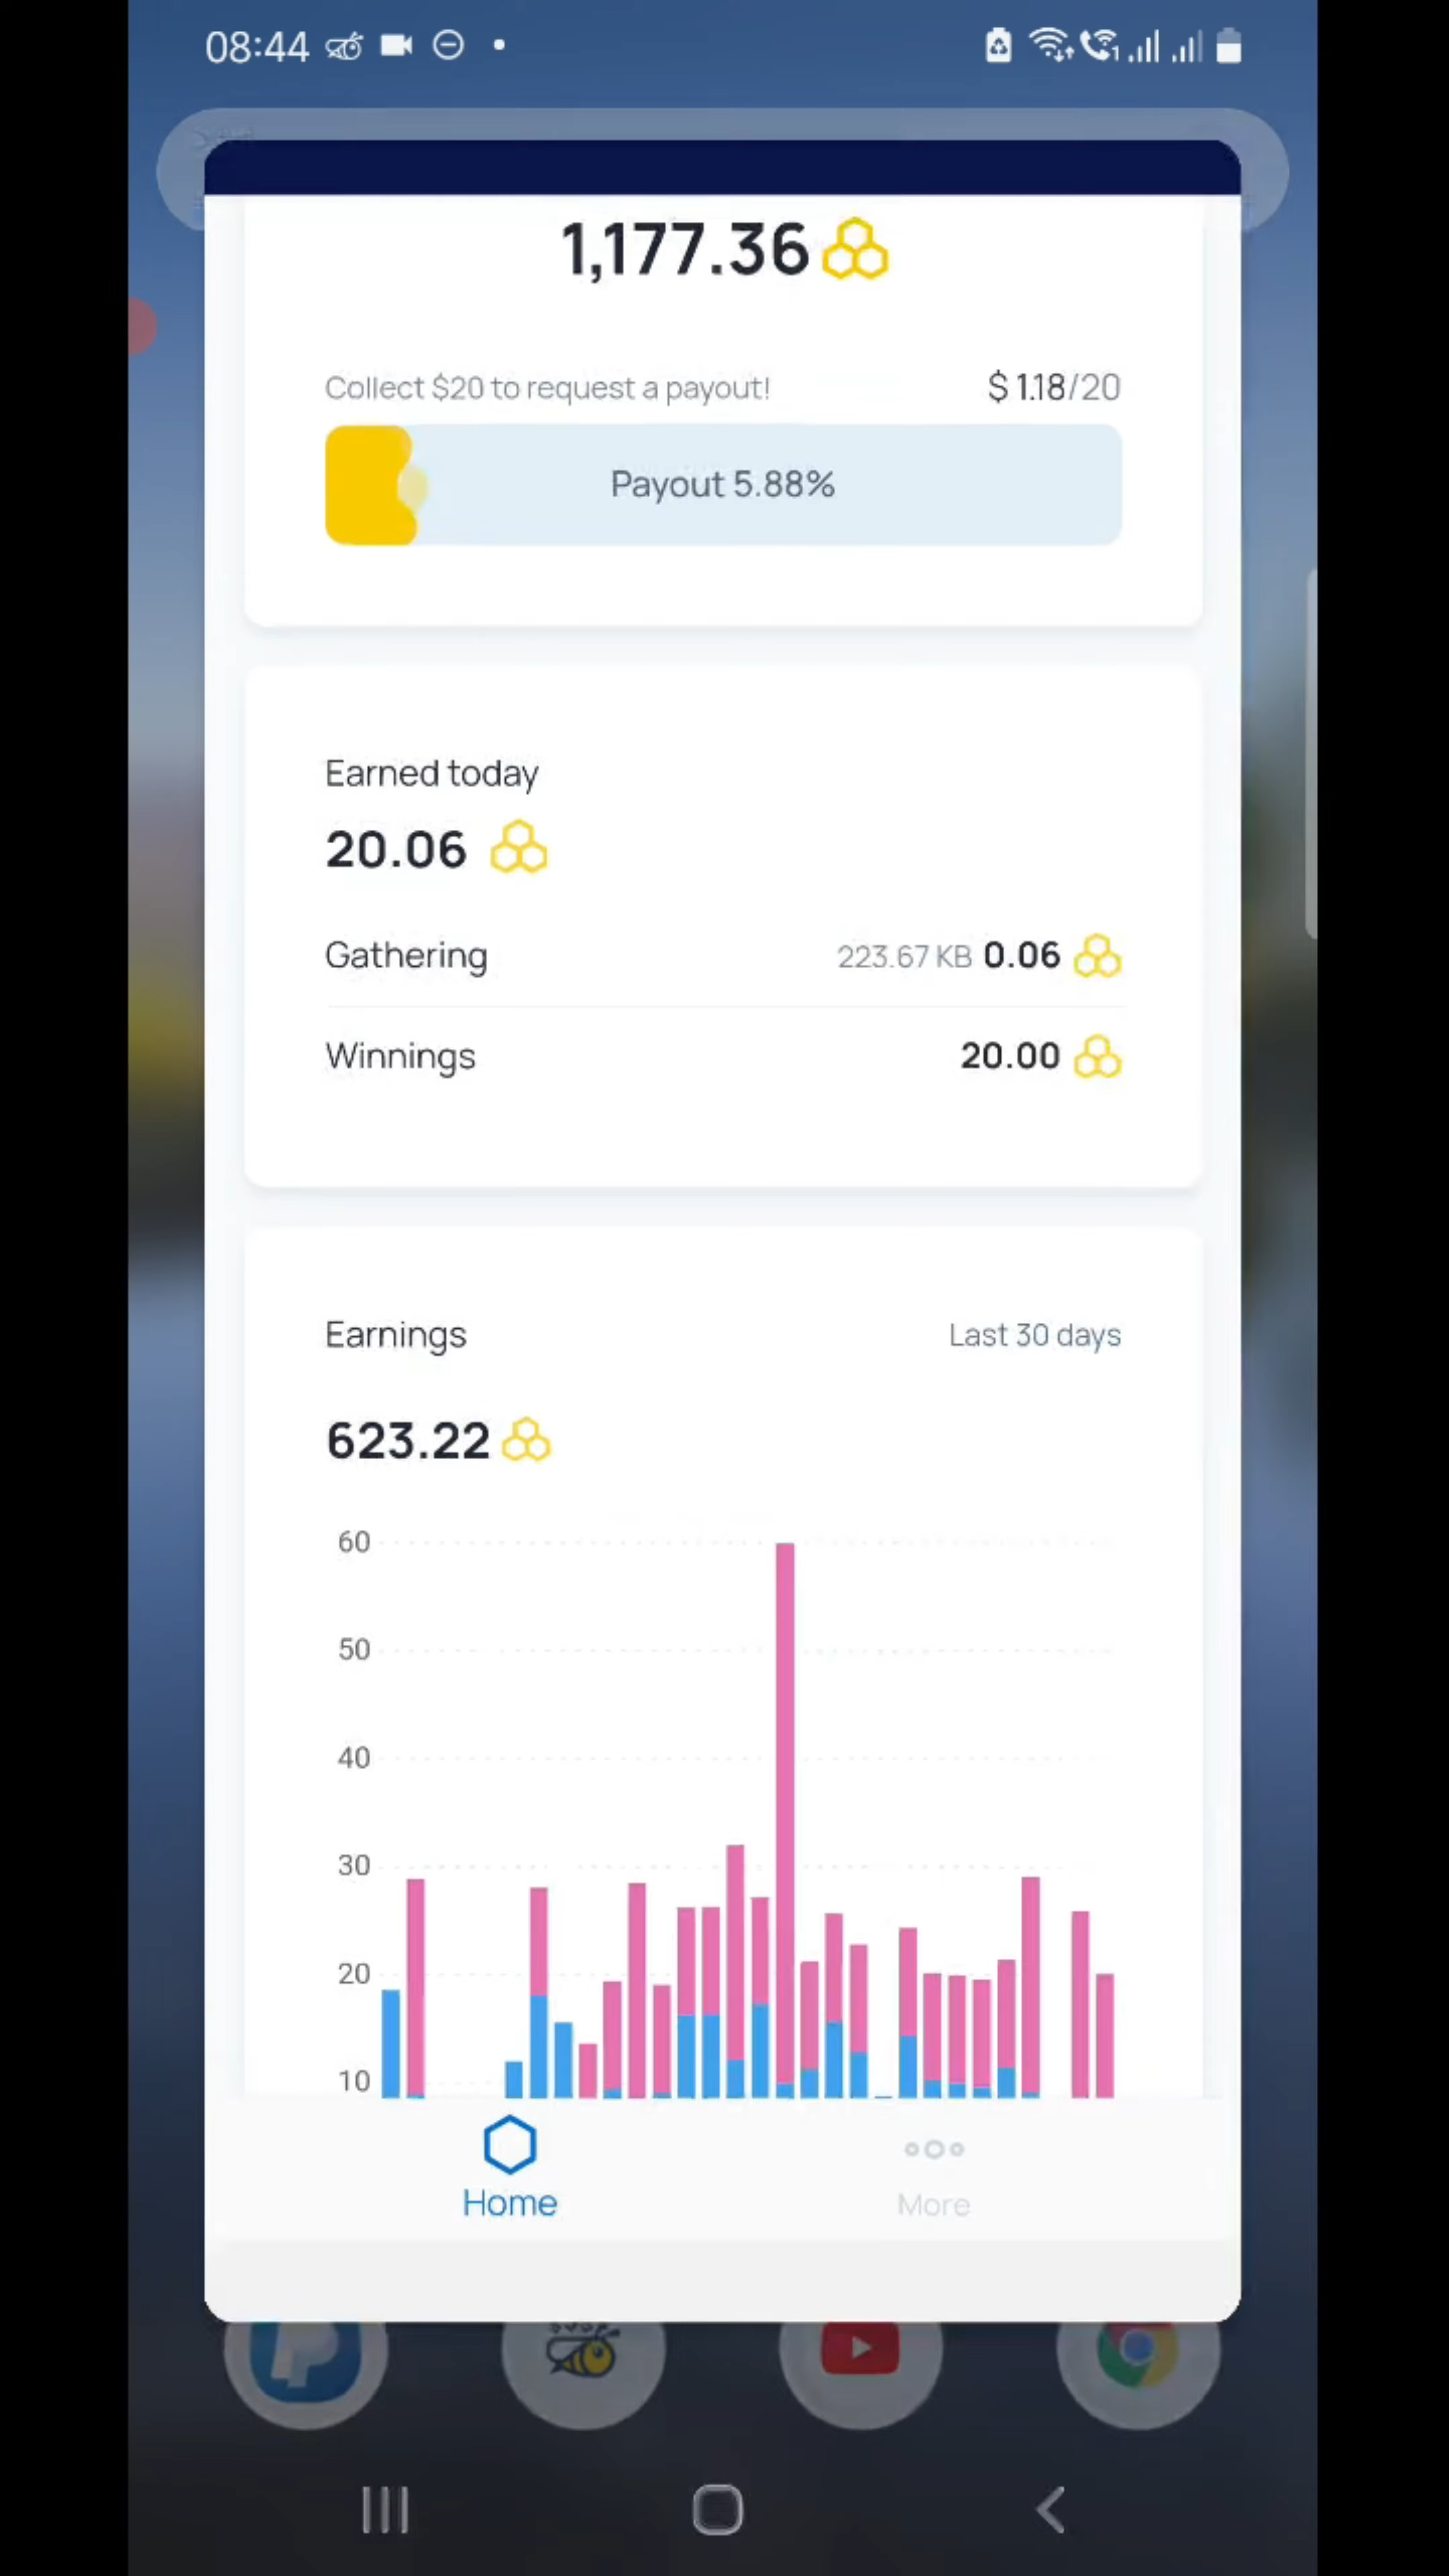 08:44
1,177.36
Collect $20 to request a payout! $ 1.18/20
Payout 5.88%
Earned today
20.06
Gathering 223.67 KB 0.06
Winnings 20.00
Earnings Last 30 days
623.22
60
50
40
30
20
10
Home More